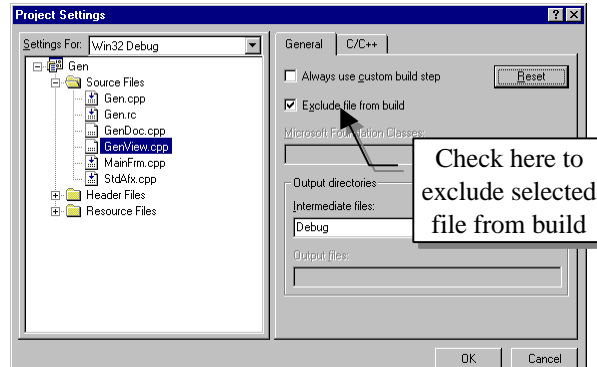 Project Settings
Settings For: Win32 Debug
Gen
Source Files
Gen.cpp
Gen.rc
GenDoc.cpp
GenView.cpp
MainFrm.cpp
StdAfx.cpp
Header Files
Resource Files
General C/C++
Always use custom build step
Reset
Exclude file from build
Microsoft Foundation Classes:
Output directories
Intermediate files:
Debug
Output files:
Check here to
exclude selected
file from build
OK Cancel